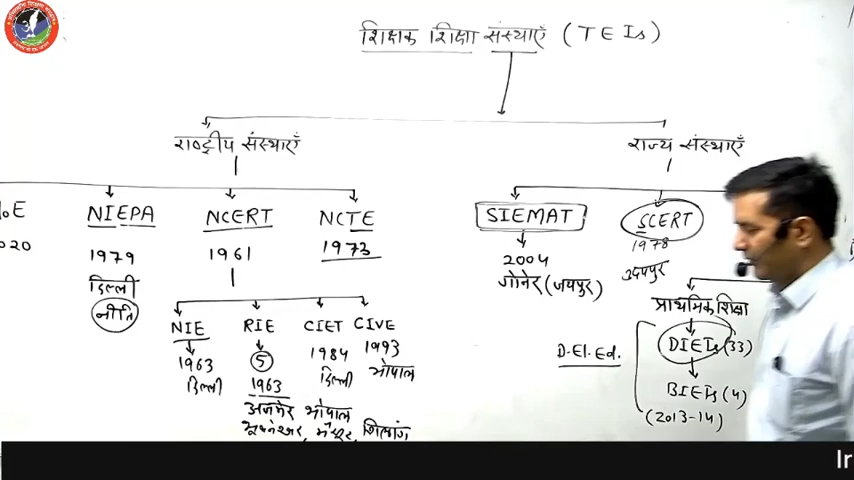 शिक्षक शिक्षा संस्थाएँ (TEIs)
राष्ट्रीय संस्थाएँ
राज्य संस्थाएँ
NIEPA
1979
दिल्ली
नीति
NCERT
1961
NCTE
1973
NIE
1963
दिल्ली
RIE
5
1963
अजमेर भोपाल
भुवनेश्वर, मैसूर, शिलांग
CIET
1984
दिल्ली
CIVE
1993
भोपाल
SIEMAT
2004
गोनेर (जयपुर)
SCERT
1978
उदयपुर
प्राथमिक शिक्षा
D.El.Ed.
DIETs (33)
BIETs (4)
(2013-14)
Ir